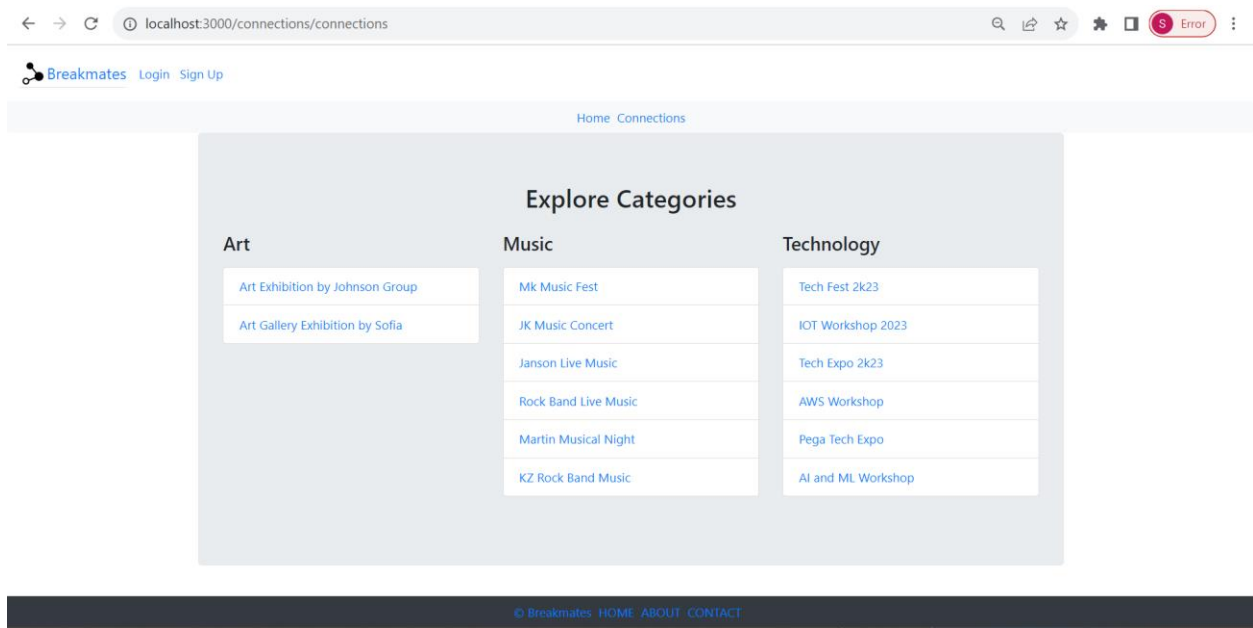 localhost:3000/connections/connections
S Error
Breakmates Login Sign Up
Home Connections
Explore Categories
Art
Art Exhibition by Johnson Group
Art Gallery Exhibition by Sofia
Music
Mk Music Fest
JK Music Concert
Janson Live Music
Rock Band Live Music
Martin Musical Night
KZ Rock Band Music
Technology
Tech Fest 2k23
IOT Workshop 2023
Tech Expo 2k23
AWS Workshop
Pega Tech Expo
AI and ML Workshop
© Breakmates HOME ABOUT CONTACT